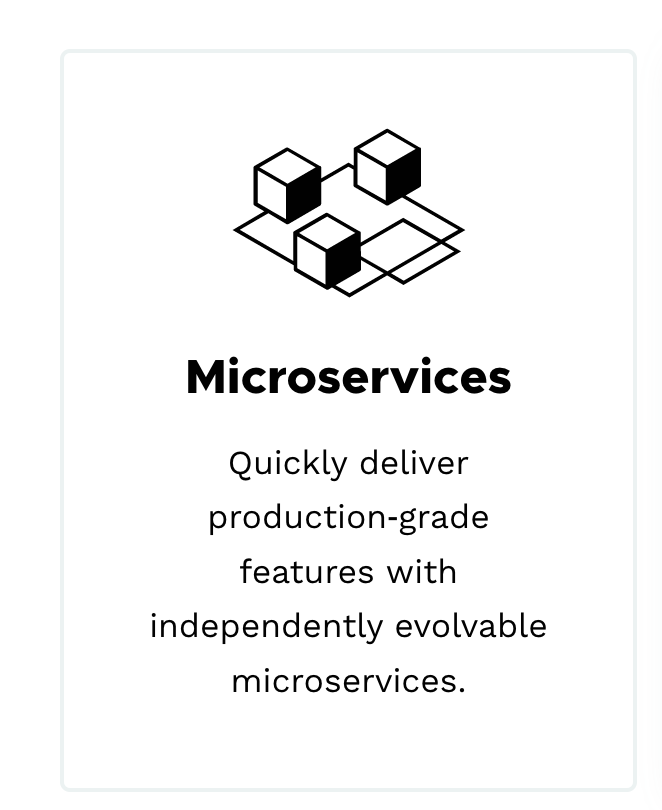 Microservices
Quickly deliver
production-grade
features with
independently evolvable
microservices.